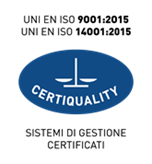 UNI EN ISO 9001:2015
UNI EN ISO 14001:2015
CERTIQUALITY
SISTEMI DI GESTIONE
CERTIFICATI